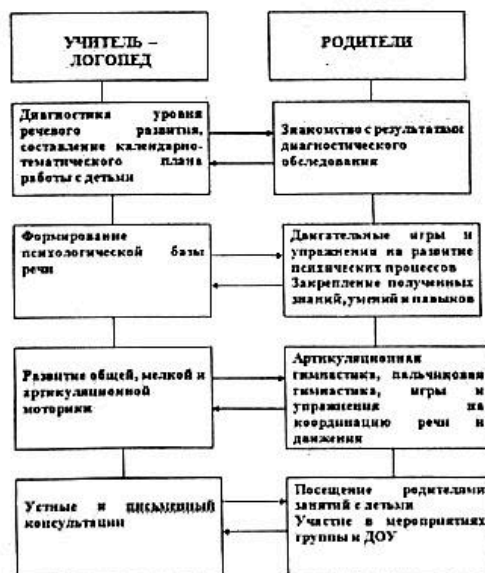 УЧИТЕЛЬ –
ЛОГОПЕД
РОДИТЕЛИ
Диагностика уровня
речевого развития,
составление календарно-
тематического плана
работы с детьми
Знакомство с результатами
диагностического
обследования
Формирование
психологической базы
речи
Двигательные игры и
упражнения на развитие
психических процессов
Закрепление полученных
знаний, умений и навыков
Развитие общей, мелкой и
артикуляционной
моторики
Артикуляционная
гимнастика, пальчиковая
гимнастика, игры и
упражнения на
координацию речи и
движения
Устные и письменный
консультации
Посещение родителями
занятий с детьми
Участие в мероприятиях
группы и ДОУ